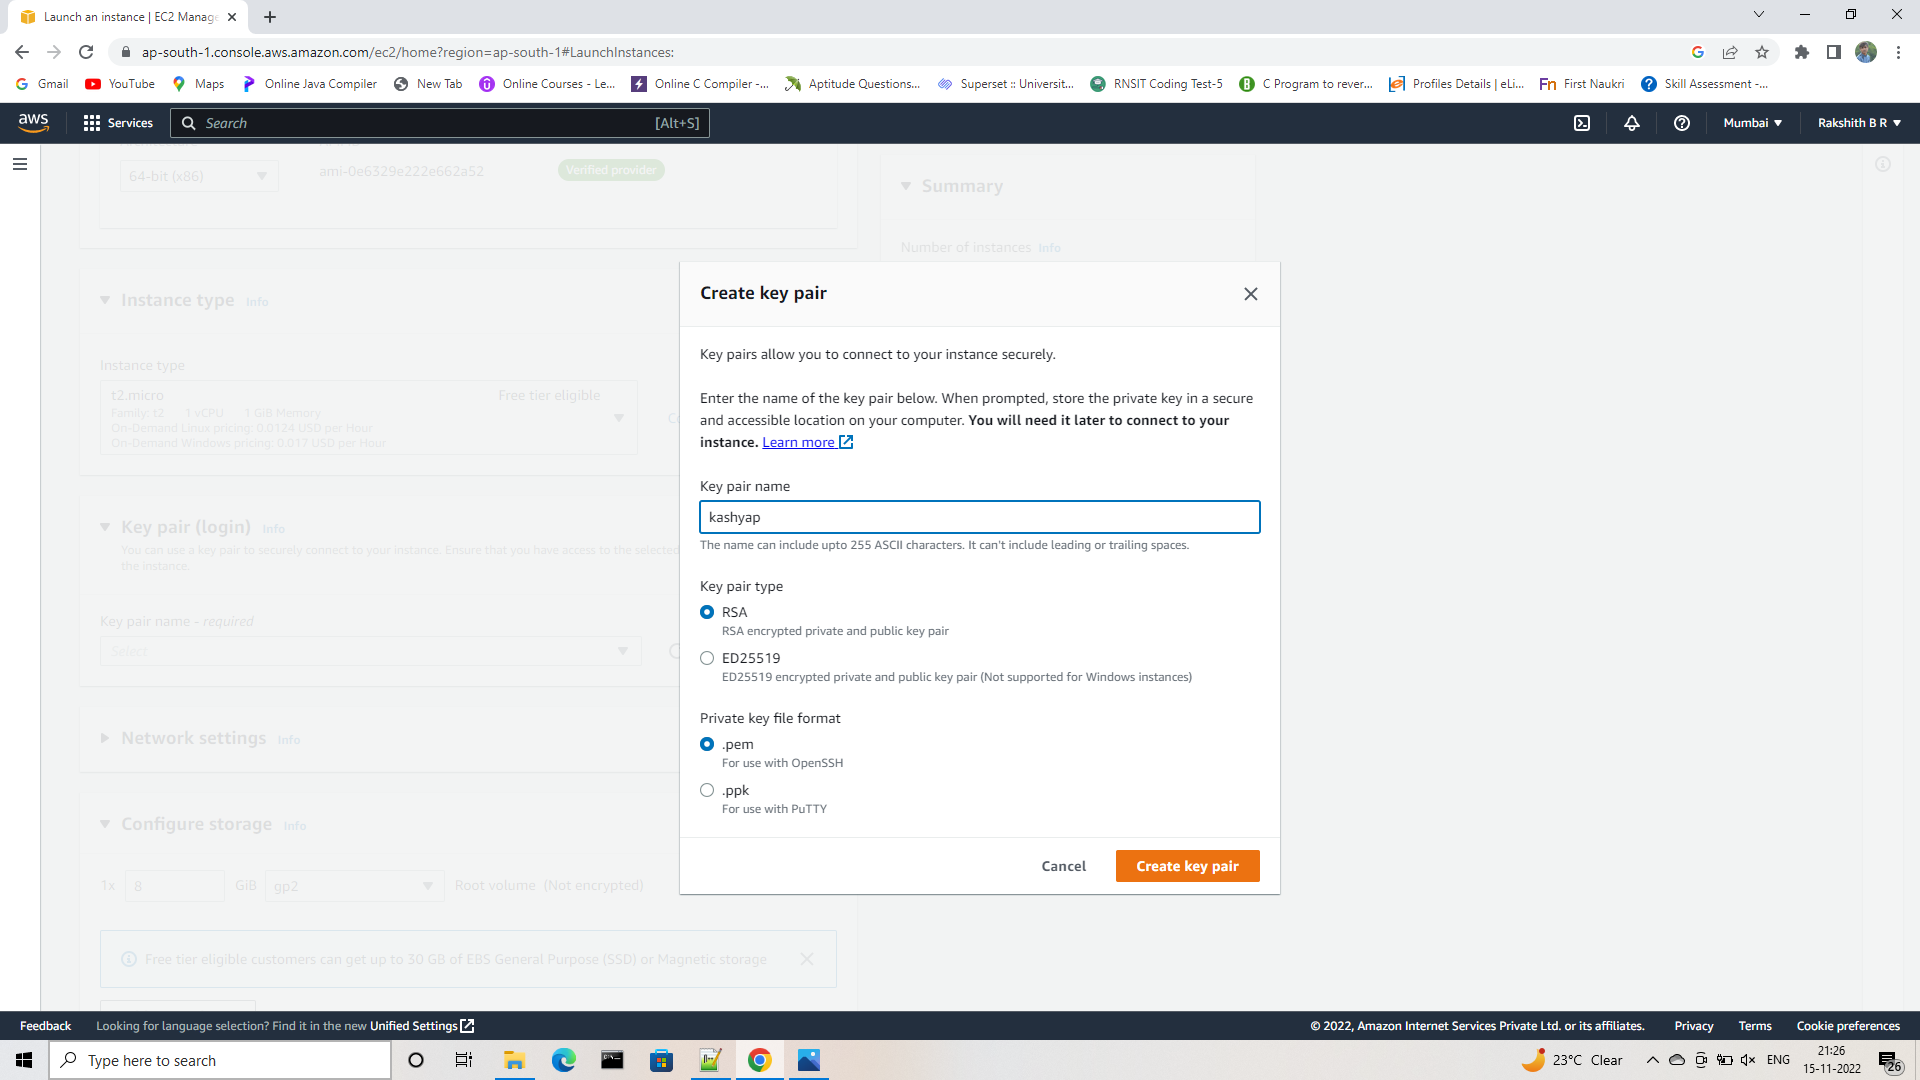 Launch an instance | EC2 Manage
ap-south-1.console.aws.amazon.com/ec2/home?region=ap-south-1#LaunchInstances:
Gmail YouTube Maps Online Java Compiler New Tab Online Courses - Le... Online C Compiler -... Aptitude Questions... Superset :: Universit... RNSIT Coding Test-5 C Program to rever... Profiles Details | eLi... First Naukri Skill Assessment -...
aws Services Search [Alt+S] Mumbai Rakshith B R
64-bit (x86) ami-0e6329e222e662a52 Verified provider
Summary
Number of instances Info
Instance type Info
Instance type
t2.micro Free tier eligible
Family: t2 1 vCPU 1 GiB Memory
On-Demand Linux pricing: 0.0124 USD per Hour
On-Demand Windows pricing: 0.017 USD per Hour
Key pair (login) Info
You can use a key pair to securely connect to your instance. Ensure that you have access to the selected
the instance.
Key pair name - required
Select
Network settings Info
Configure storage Info
1x 8 GiB gp2 Root volume (Not encrypted)
Free tier eligible customers can get up to 30 GB of EBS General Purpose (SSD) or Magnetic storage
Create key pair
Key pairs allow you to connect to your instance securely.
Enter the name of the key pair below. When prompted, store the private key in a secure
and accessible location on your computer. You will need it later to connect to your
instance. Learn more
Key pair name
kashyap
The name can include upto 255 ASCII characters. It can't include leading or trailing spaces.
Key pair type
RSA
RSA encrypted private and public key pair
ED25519
ED25519 encrypted private and public key pair (Not supported for Windows instances)
Private key file format
.pem
For use with OpenSSH
.ppk
For use with PuTTY
Cancel Create key pair
Feedback Looking for language selection? Find it in the new Unified Settings © 2022, Amazon Internet Services Private Ltd. or its affiliates. Privacy Terms Cookie preferences
Type here to search 23°C Clear ENG 21:26
15-11-2022 26